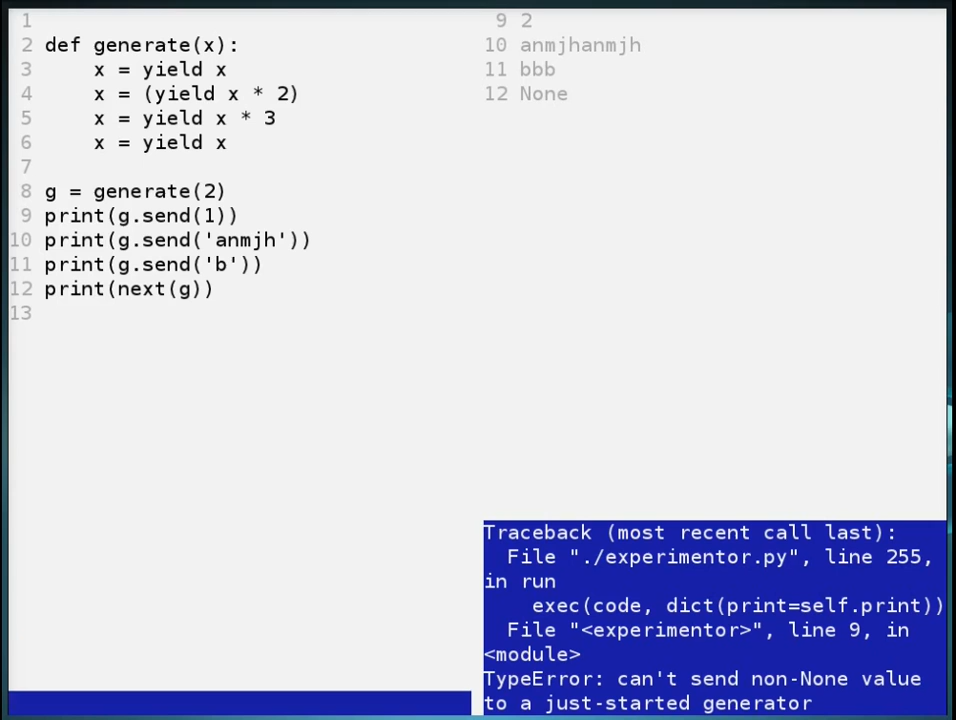 1
2 def generate(x):
3     x = yield x
4     x = (yield x * 2)
5     x = yield x * 3
6     x = yield x
7
8 g = generate(2)
9 print(g.send(1))
10 print(g.send('anmjh'))
11 print(g.send('b'))
12 print(next(g))
13
9 2
10 anmjhanmjh
11 bbb
12 None
Traceback (most recent call last):
  File "./experimentor.py", line 255,
in run
    exec(code, dict(print=self.print))
  File "<experimentor>", line 9, in
<module>
TypeError: can't send non-None value
to a just-started generator